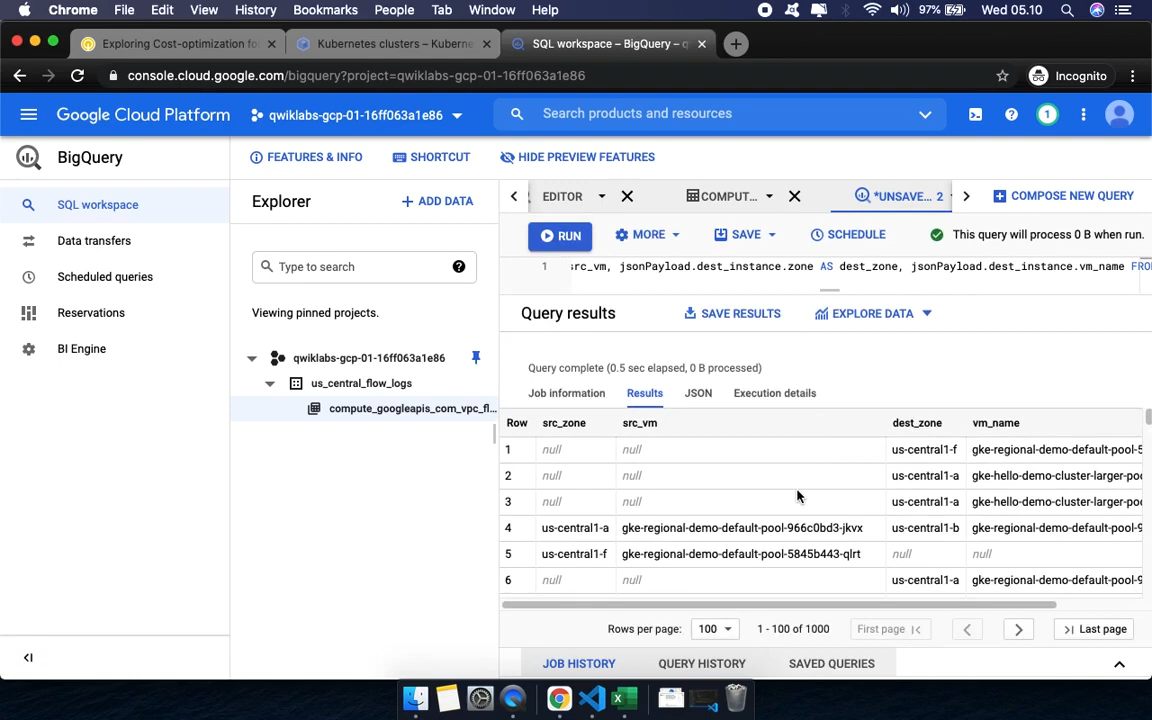 Chrome File Edit View History Bookmarks People Tab Window Help 97% Wed 05.10
Exploring Cost-optimization fo
Kubernetes clusters – Kuberne
SQL workspace – BigQuery – q
console.cloud.google.com/bigquery?project=qwiklabs-gcp-01-16ff063a1e86
Incognito
Google Cloud Platform
qwiklabs-gcp-01-16ff063a1e86
Search products and resources
1
BigQuery
FEATURES & INFO
SHORTCUT
HIDE PREVIEW FEATURES
SQL workspace
Data transfers
Scheduled queries
Reservations
BI Engine
Explorer
+ ADD DATA
Type to search
Viewing pinned projects.
qwiklabs-gcp-01-16ff063a1e86
us_central_flow_logs
compute_googleapis_com_vpc_fl...
EDITOR
COMPUT...
*UNSAVE... 2
COMPOSE NEW QUERY
RUN
MORE
SAVE
SCHEDULE
This query will process 0 B when run.
1 src_vm, jsonPayload.dest_instance.zone AS dest_zone, jsonPayload.dest_instance.vm_name FRO
Query results
SAVE RESULTS
EXPLORE DATA
Query complete (0.5 sec elapsed, 0 B processed)
Job information Results JSON Execution details
Row src_zone src_vm dest_zone vm_name
1 null null us-central1-f gke-regional-demo-default-pool-5
2 null null us-central1-a gke-hello-demo-cluster-larger-poo
3 null null us-central1-a gke-hello-demo-cluster-larger-poo
4 us-central1-a gke-regional-demo-default-pool-966c0bd3-jkvx us-central1-b gke-regional-demo-default-pool-9
5 us-central1-f gke-regional-demo-default-pool-5845b443-qlrt null null
6 null null us-central1-a gke-regional-demo-default-pool-9
Rows per page: 100 1 - 100 of 1000 First page Last page
JOB HISTORY QUERY HISTORY SAVED QUERIES